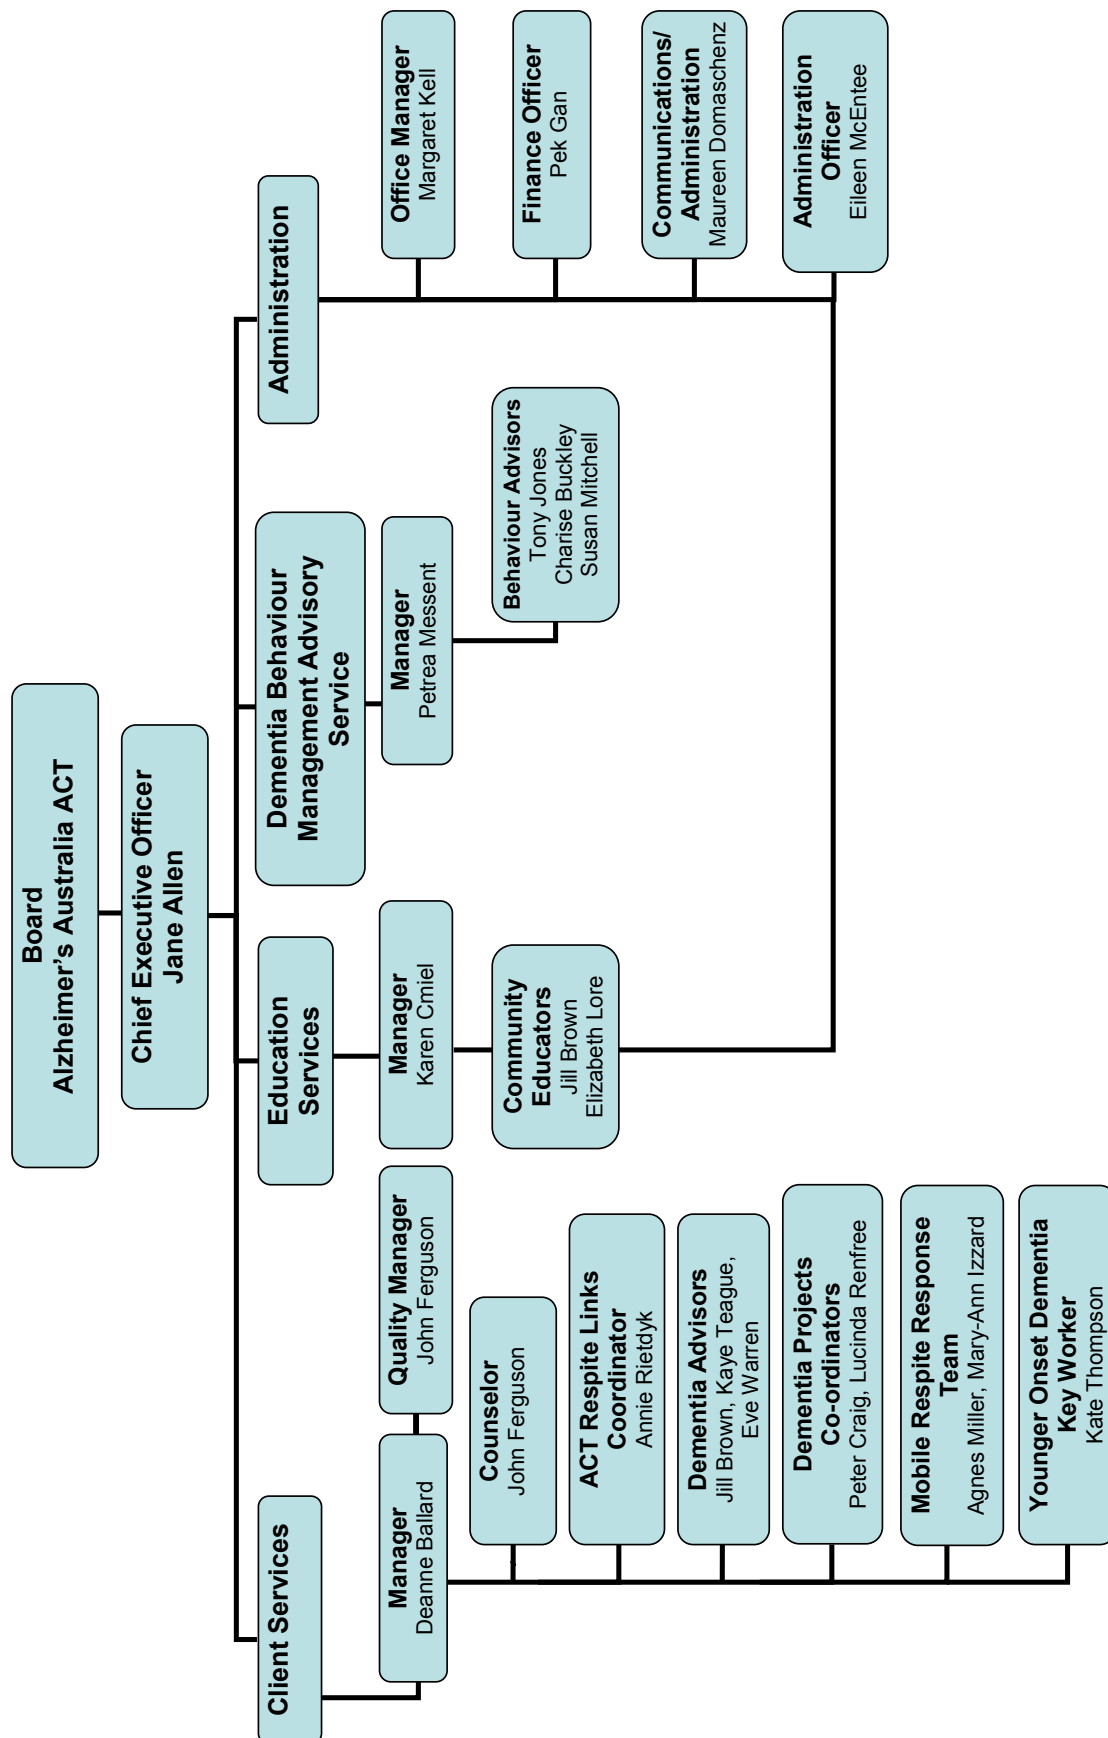 Board
Alzheimer's Australia ACT
Chief Executive Officer
Jane Allen
Client Services
Manager
Deanne Ballard
Quality Manager
John Ferguson
Counselor
John Ferguson
ACT Respite Links
Coordinator
Annie Rietdyk
Dementia Advisors
Jill Brown, Kaye Teague,
Eve Warren
Dementia Projects
Co-ordinators
Peter Craig, Lucinda Renfree
Mobile Respite Response
Team
Agnes Miller, Mary-Ann Izzard
Younger Onset Dementia
Key Worker
Kate Thompson
Education
Services
Manager
Karen Cmiel
Community
Educators
Jill Brown
Elizabeth Lore
Dementia Behaviour
Management Advisory
Service
Manager
Petrea Messent
Behaviour Advisors
Tony Jones
Charise Buckley
Susan Mitchell
Administration
Office Manager
Margaret Kell
Finance Officer
Pek Gan
Communications/
Administration
Maureen Domaschenz
Administration
Officer
Eileen McEntee